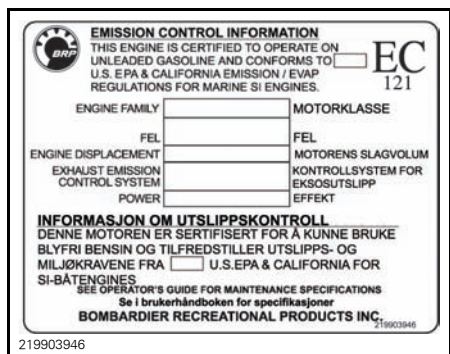 BRP
EMISSION CONTROL INFORMATION
THIS ENGINE IS CERTIFIED TO OPERATE ON
UNLEADED GASOLINE AND CONFORMS TO
U.S. EPA & CALIFORNIA EMISSION / EVAP
REGULATIONS FOR MARINE SI ENGINES.
EC
121
ENGINE FAMILY MOTORKLASSE
FEL FEL
ENGINE DISPLACEMENT MOTORENS SLAGVOLUM
EXHAUST EMISSION KONTROLLSYSTEM FOR
CONTROL SYSTEM EKSOSUTSLIPP
POWER EFFEKT
INFORMASJON OM UTSLIPPSKONTROLL
DENNE MOTOREN ER SERTIFISERT FOR Å KUNNE BRUKE
BLYFRI BENSIN OG TILFREDSTILLER UTSLIPPS- OG
MILJØKRAVENE FRA U.S.EPA & CALIFORNIA FOR
SI-BÅTENGINES
SEE OPERATOR'S GUIDE FOR MAINTENANCE SPECIFICATIONS
Se i brukerhåndboken for specifikasjoner
BOMBARDIER RECREATIONAL PRODUCTS INC.
219903946
219903946